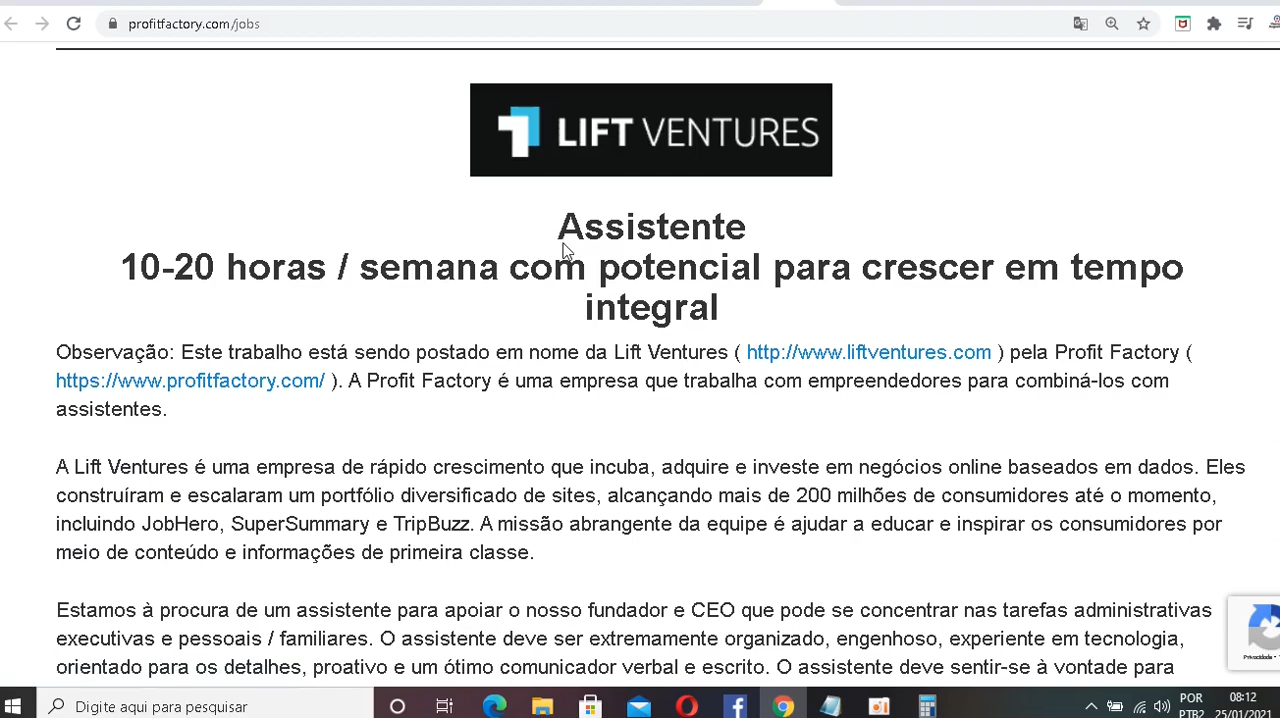 profitfactory.com/jobs
LIFT VENTURES
Assistente
10-20 horas / semana com potencial para crescer em tempo
integral
Observação: Este trabalho está sendo postado em nome da Lift Ventures ( http://www.liftventures.com ) pela Profit Factory (
https://www.profitfactory.com/ ). A Profit Factory é uma empresa que trabalha com empreendedores para combiná-los com
assistentes.
A Lift Ventures é uma empresa de rápido crescimento que incuba, adquire e investe em negócios online baseados em dados. Eles
construíram e escalaram um portfólio diversificado de sites, alcançando mais de 200 milhões de consumidores até o momento,
incluindo JobHero, SuperSummary e TripBuzz. A missão abrangente da equipe é ajudar a educar e inspirar os consumidores por
meio de conteúdo e informações de primeira classe.
Estamos à procura de um assistente para apoiar o nosso fundador e CEO que pode se concentrar nas tarefas administrativas
executivas e pessoais / familiares. O assistente deve ser extremamente organizado, engenhoso, experiente em tecnologia,
orientado para os detalhes, proativo e um ótimo comunicador verbal e escrito. O assistente deve sentir-se à vontade para
Privacidade -
Digite aqui para pesquisar
POR
PTB2
08:12
25/01/2021